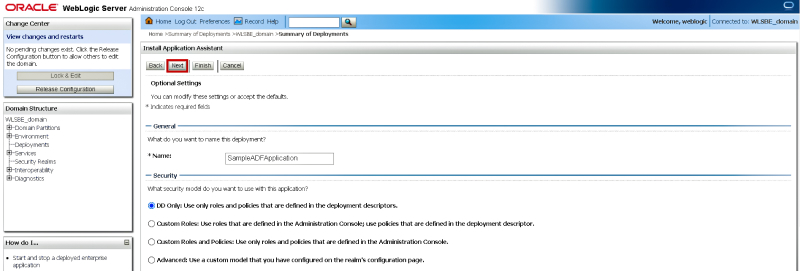 ORACLE WebLogic Server Administration Console 12c
Change Center
View changes and restarts
No pending changes exist. Click the Release
Configuration button to allow others to edit
the domain.
Lock & Edit
Release Configuration
Domain Structure
WLSBE_domain
Domain Partitions
Environment
Deployments
Services
Security Realms
Interoperability
Diagnostics
How do I...
Start and stop a deployed enterprise
application
Home Log Out Preferences Record Help
Welcome, weblogic Connected to: WLSBE_domain
Home >Summary of Deployments >WLSBE_domain >Summary of Deployments
Install Application Assistant
Back Next Finish Cancel
Optional Settings
You can modify these settings or accept the defaults.
* Indicates required fields
General
What do you want to name this deployment?
* Name: SampleADFApplication
Security
What security model do you want to use with this application?
DD Only: Use only roles and policies that are defined in the deployment descriptors.
Custom Roles: Use roles that are defined in the Administration Console; use policies that are defined in the deployment descriptor.
Custom Roles and Policies: Use only roles and policies that are defined in the Administration Console.
Advanced: Use a custom model that you have configured on the realm's configuration page.